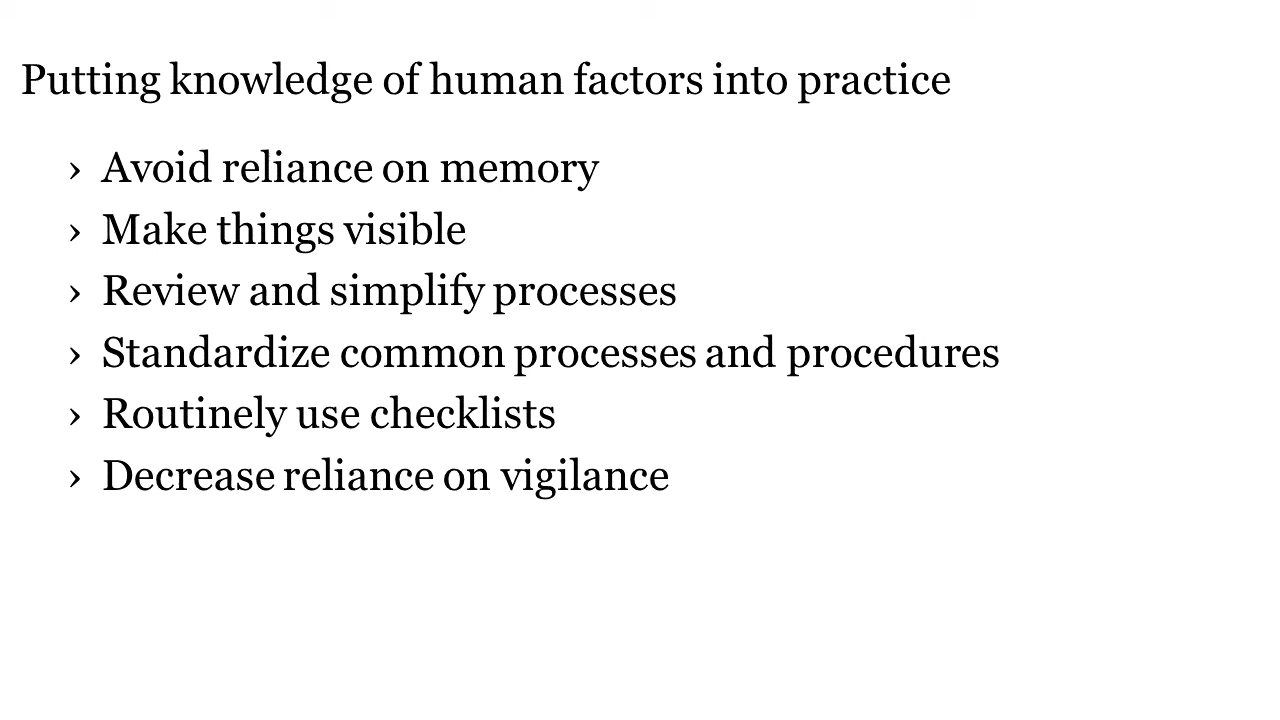 Putting knowledge of human factors into practice
› Avoid reliance on memory
› Make things visible
› Review and simplify processes
› Standardize common processes and procedures
› Routinely use checklists
› Decrease reliance on vigilance